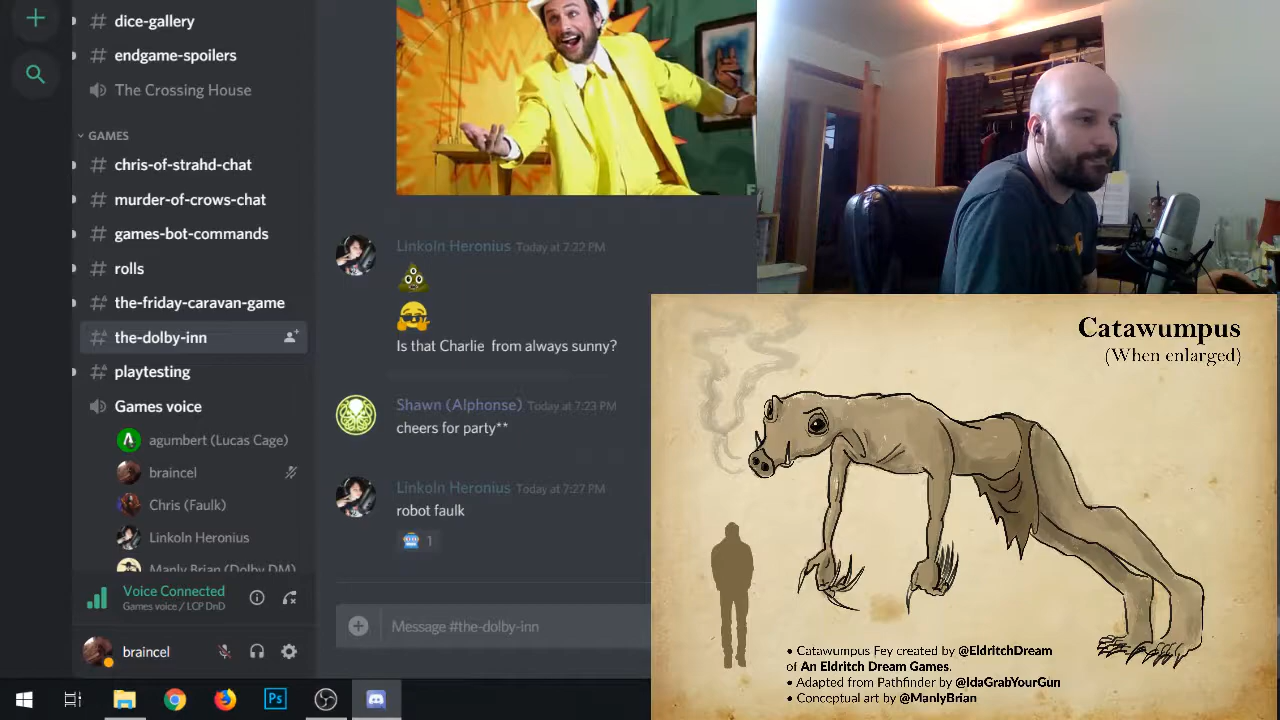 dice-gallery
endgame-spoilers
The Crossing House
GAMES
chris-of-strahd-chat
murder-of-crows-chat
games-bot-commands
rolls
the-friday-caravan-game
the-dolby-inn
playtesting
Games voice
agumbert (Lucas Cage)
braincel
Chris (Faulk)
Linkoln Heronius
Manly Brian (Dolby DM)
Voice Connected
Games voice / LCP DnD
braincel
Linkoln Heronius Today at 7:22 PM
Is that Charlie from always sunny?
Shawn (Alphonse) Today at 7:23 PM
cheers for party**
Linkoln Heronius Today at 7:27 PM
robot faulk
1
Message #the-dolby-inn
Ps
Catawumpus
(When enlarged)
• Catawumpus Fey created by @EldritchDream
of An Eldritch Dream Games.
• Adapted from Pathfinder by @IdaGrabYourGun
• Conceptual art by @ManlyBrian